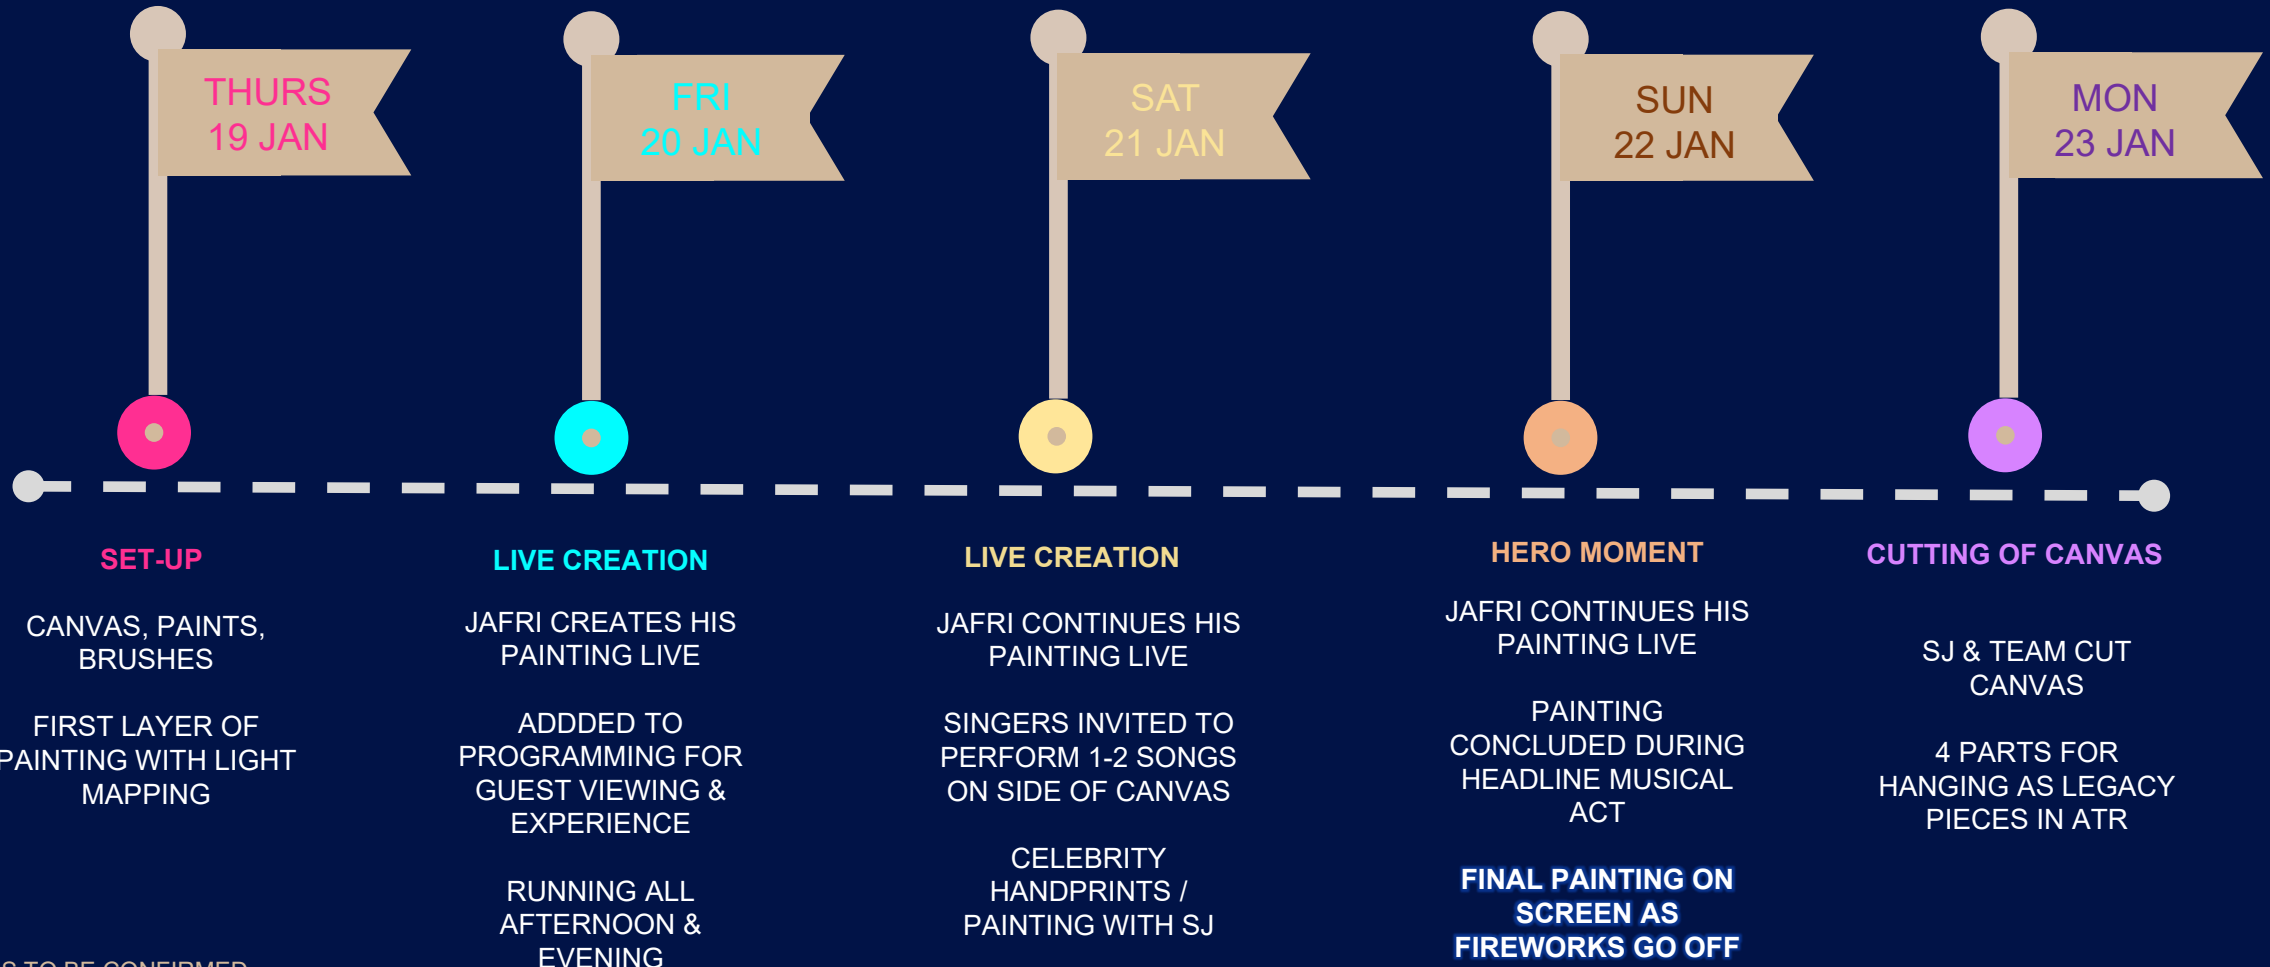 THURS
19 JAN
FRI
20 JAN
SAT
21 JAN
SUN
22 JAN
MON
23 JAN
SET-UP
CANVAS, PAINTS,
BRUSHES
FIRST LAYER OF
PAINTING WITH LIGHT
MAPPING
LIVE CREATION
JAFRI CREATES HIS
PAINTING LIVE
ADDDED TO
PROGRAMMING FOR
GUEST VIEWING &
EXPERIENCE
RUNNING ALL
AFTERNOON &
EVENING
LIVE CREATION
JAFRI CONTINUES HIS
PAINTING LIVE
SINGERS INVITED TO
PERFORM 1-2 SONGS
ON SIDE OF CANVAS
CELEBRITY
HANDPRINTS /
PAINTING WITH SJ
HERO MOMENT
JAFRI CONTINUES HIS
PAINTING LIVE
PAINTING
CONCLUDED DURING
HEADLINE MUSICAL
ACT
FINAL PAINTING ON
SCREEN AS
FIREWORKS GO OFF
CUTTING OF CANVAS
SJ & TEAM CUT
CANVAS
4 PARTS FOR
HANGING AS LEGACY
PIECES IN ATR
TO BE CONFIRMED